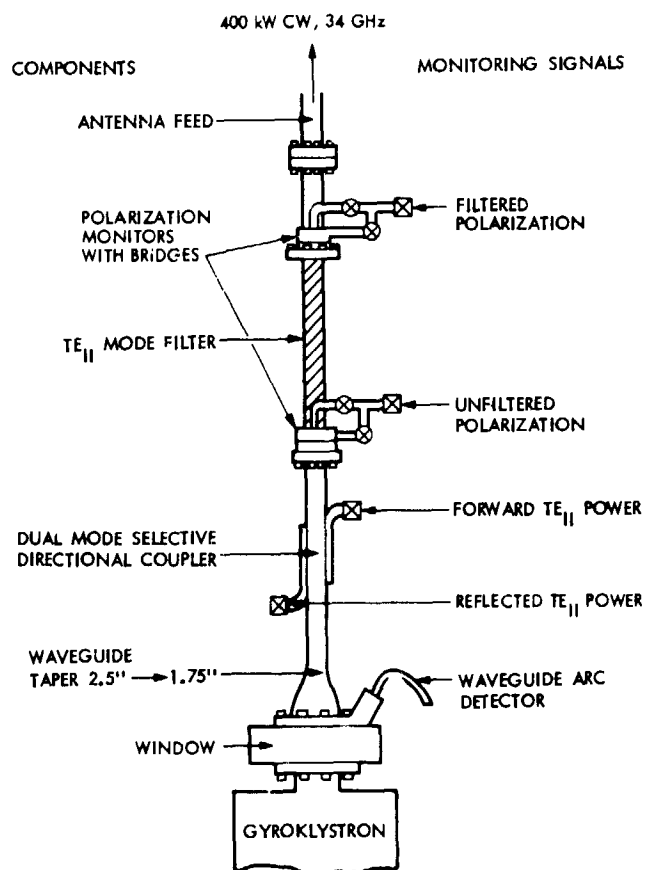 400 kW CW, 34 GHz
COMPONENTS
MONITORING SIGNALS
ANTENNA FEED
POLARIZATION
MONITORS
WITH BRIDGES
FILTERED
POLARIZATION
TE11 MODE FILTER
UNFILTERED
POLARIZATION
DUAL MODE SELECTIVE
DIRECTIONAL COUPLER
FORWARD TE11 POWER
REFLECTED TE11 POWER
WAVEGUIDE
TAPER 2.5" → 1.75"
WAVEGUIDE ARC
DETECTOR
WINDOW
GYROKLYSTRON